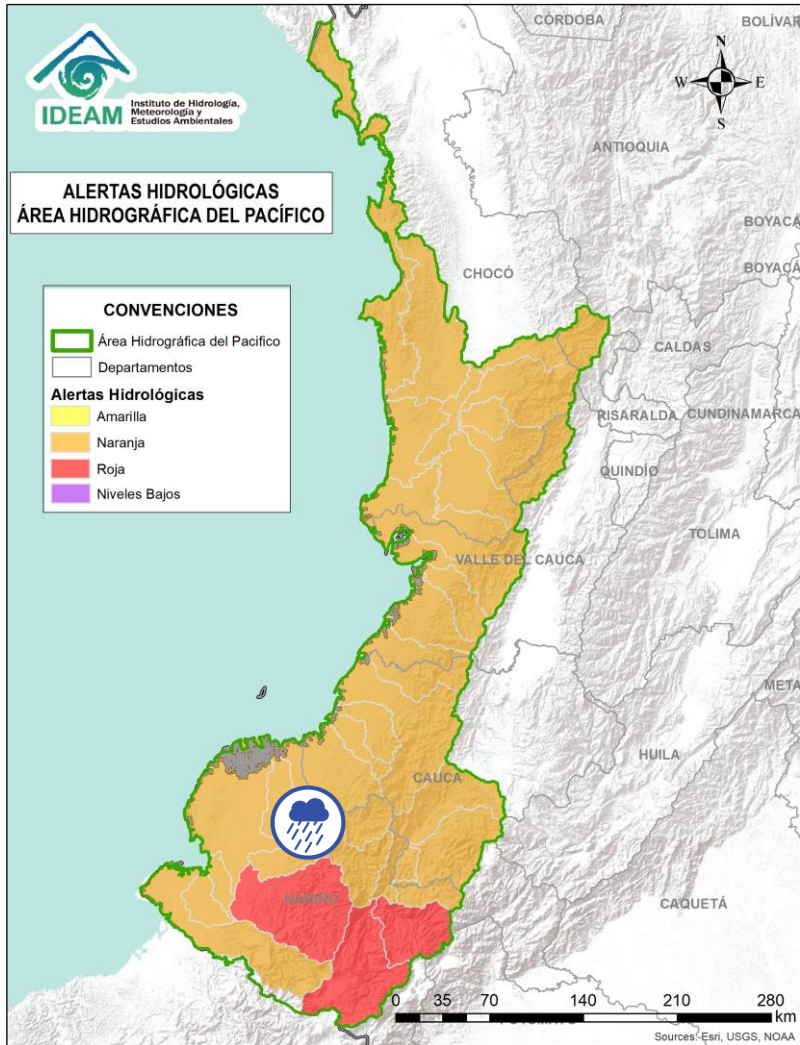 CÓRDOBA
BOLÍVAR
IDEAM
Instituto de Hidrología,
Meteorología y
Estudios Ambientales
N
W E
S
ANTIOQUIA
ALERTAS HIDROLÓGICAS
ÁREA HIDROGRÁFICA DEL PACÍFICO
BOYACÁ
CHOCÓ
BOYACÁ
CONVENCIONES
Área Hidrográfica del Pacifico
Departamentos
Alertas Hidrológicas
Amarilla
Naranja
Roja
Niveles Bajos
CALDAS
RISARALDA
CUNDINAMARCA
QUINDÍO
TOLIMA
VALLE DEL CAUCA
META
HUILA
CAUCA
NARIÑO
CAQUETÁ
0 35 70 140 210 280
km
Sources: Esri, USGS, NOAA